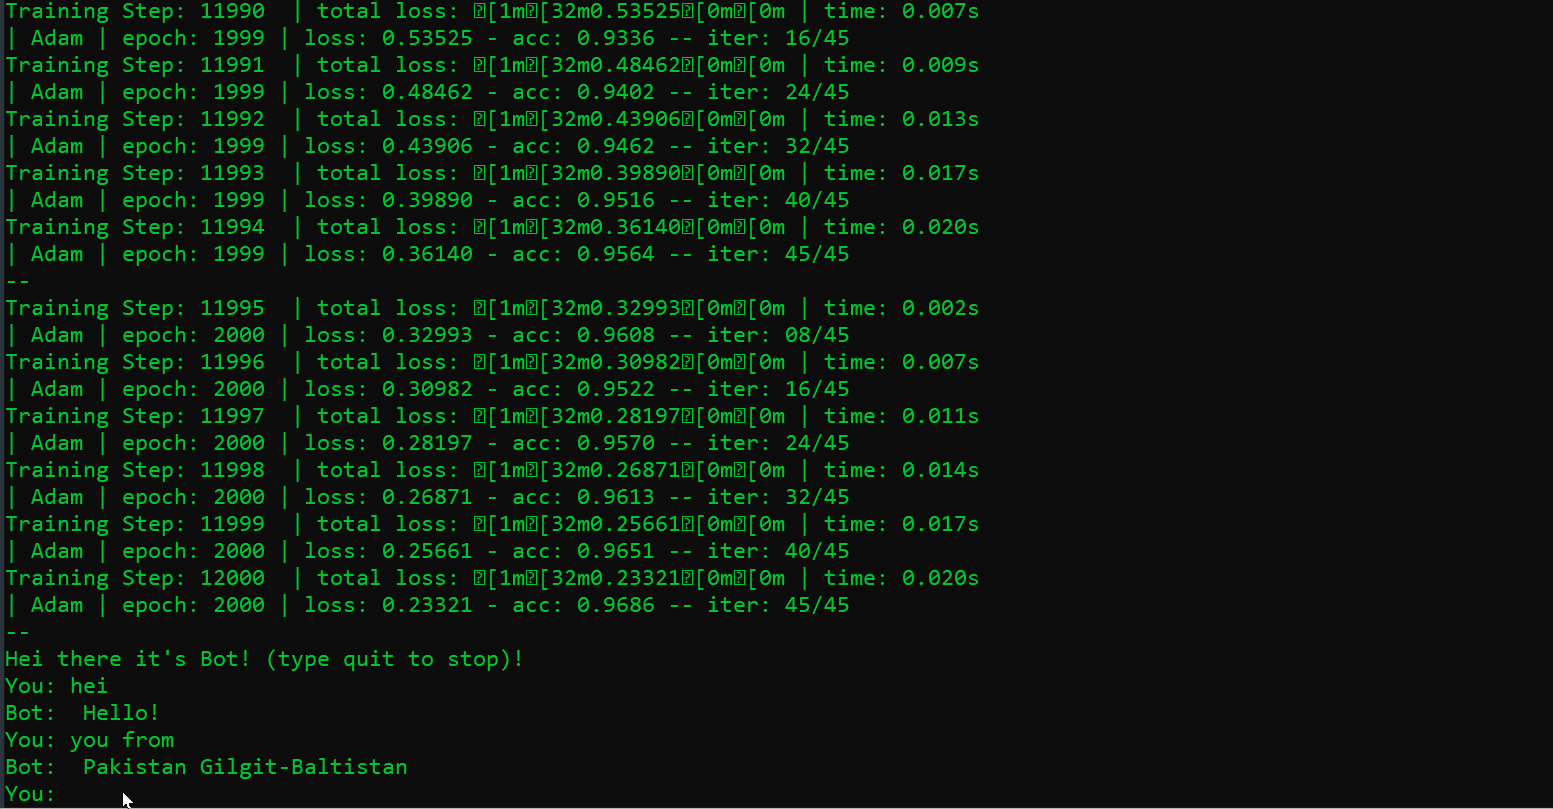 Training Step: 11990  | total loss: [1m[32m0.53525[0m[0m | time: 0.007s
| Adam | epoch: 1999 | loss: 0.53525 - acc: 0.9336 -- iter: 16/45
Training Step: 11991  | total loss: [1m[32m0.48462[0m[0m | time: 0.009s
| Adam | epoch: 1999 | loss: 0.48462 - acc: 0.9402 -- iter: 24/45
Training Step: 11992  | total loss: [1m[32m0.43906[0m[0m | time: 0.013s
| Adam | epoch: 1999 | loss: 0.43906 - acc: 0.9462 -- iter: 32/45
Training Step: 11993  | total loss: [1m[32m0.39890[0m[0m | time: 0.017s
| Adam | epoch: 1999 | loss: 0.39890 - acc: 0.9516 -- iter: 40/45
Training Step: 11994  | total loss: [1m[32m0.36140[0m[0m | time: 0.020s
| Adam | epoch: 1999 | loss: 0.36140 - acc: 0.9564 -- iter: 45/45
--
Training Step: 11995  | total loss: [1m[32m0.32993[0m[0m | time: 0.002s
| Adam | epoch: 2000 | loss: 0.32993 - acc: 0.9608 -- iter: 08/45
Training Step: 11996  | total loss: [1m[32m0.30982[0m[0m | time: 0.007s
| Adam | epoch: 2000 | loss: 0.30982 - acc: 0.9522 -- iter: 16/45
Training Step: 11997  | total loss: [1m[32m0.28197[0m[0m | time: 0.011s
| Adam | epoch: 2000 | loss: 0.28197 - acc: 0.9570 -- iter: 24/45
Training Step: 11998  | total loss: [1m[32m0.26871[0m[0m | time: 0.014s
| Adam | epoch: 2000 | loss: 0.26871 - acc: 0.9613 -- iter: 32/45
Training Step: 11999  | total loss: [1m[32m0.25661[0m[0m | time: 0.017s
| Adam | epoch: 2000 | loss: 0.25661 - acc: 0.9651 -- iter: 40/45
Training Step: 12000  | total loss: [1m[32m0.23321[0m[0m | time: 0.020s
| Adam | epoch: 2000 | loss: 0.23321 - acc: 0.9686 -- iter: 45/45
--
Hei there it's Bot! (type quit to stop)!
You: hei
Bot:  Hello!
You: you from
Bot:  Pakistan Gilgit-Baltistan
You: